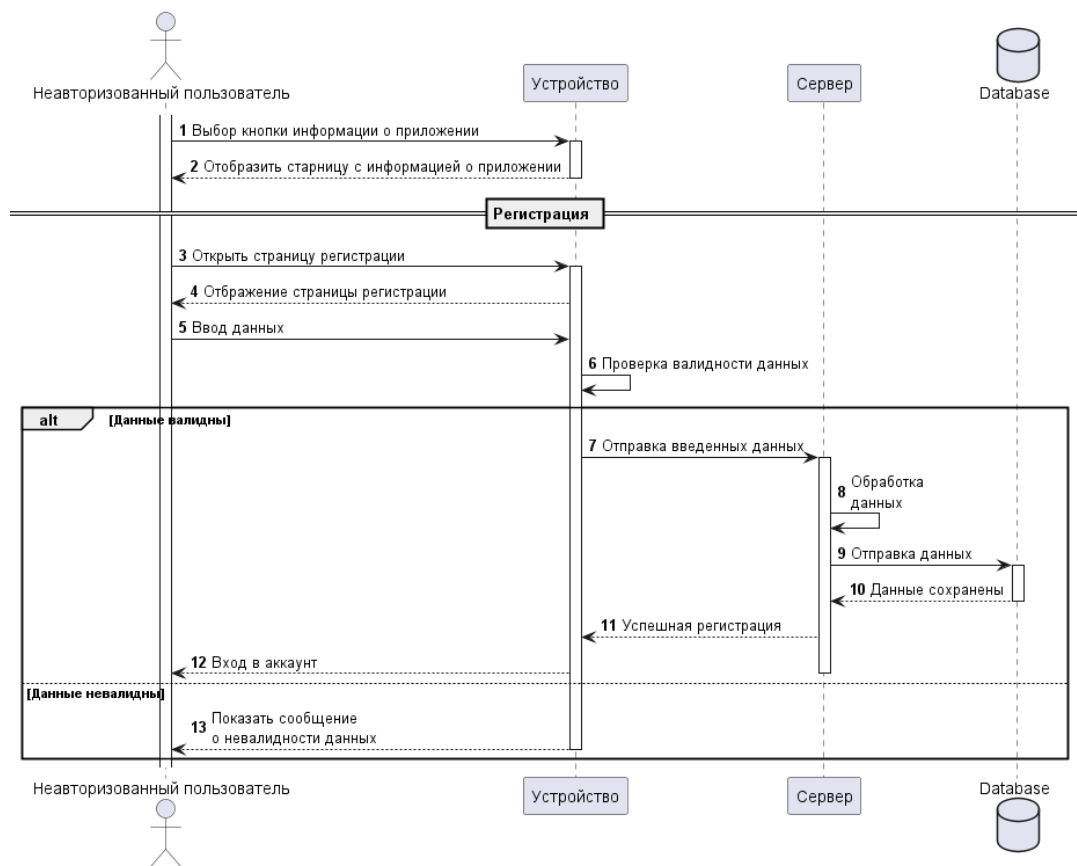 Неавторизованный пользователь
Устройство
Сервер
Database
1 Выбор кнопки информации о приложении
2 Отобразить старницу с информацией о приложении
Регистрация
3 Открыть страницу регистрации
4 Отбражение страницы регистрации
5 Ввод данных
6 Проверка валидности данных
alt [Данные валидны]
7 Отправка введенных данных
8 Обработка
данных
9 Отправка данных
10 Данные сохранены
11 Успешная регистрация
12 Вход в аккаунт
[Данные невалидны]
13 Показать сообщение
о невалидности данных
Неавторизованный пользователь
Устройство
Сервер
Database